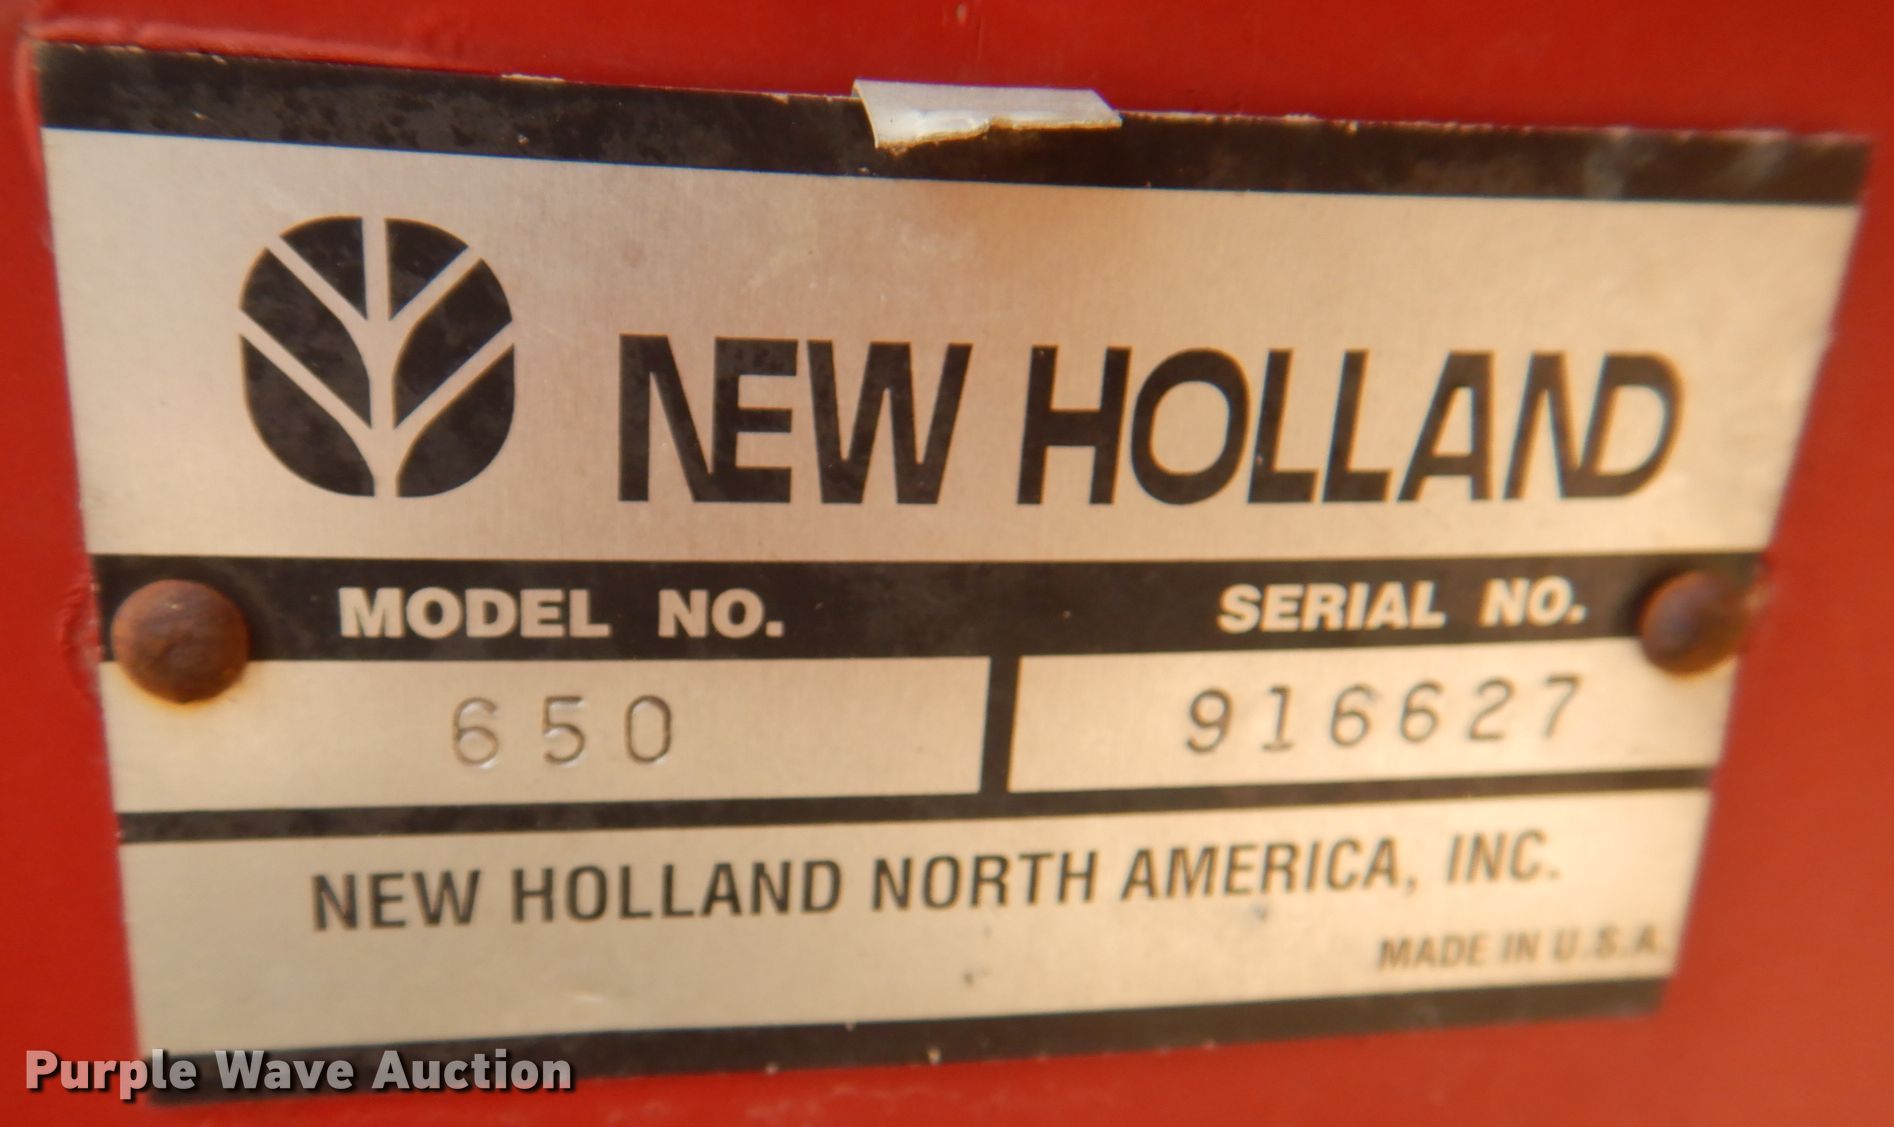 NEW HOLLAND
MODEL NO. SERIAL NO.
650 916627
NEW HOLLAND NORTH AMERICA, INC.
MADE IN U.S.A.
Purple Wave Auction